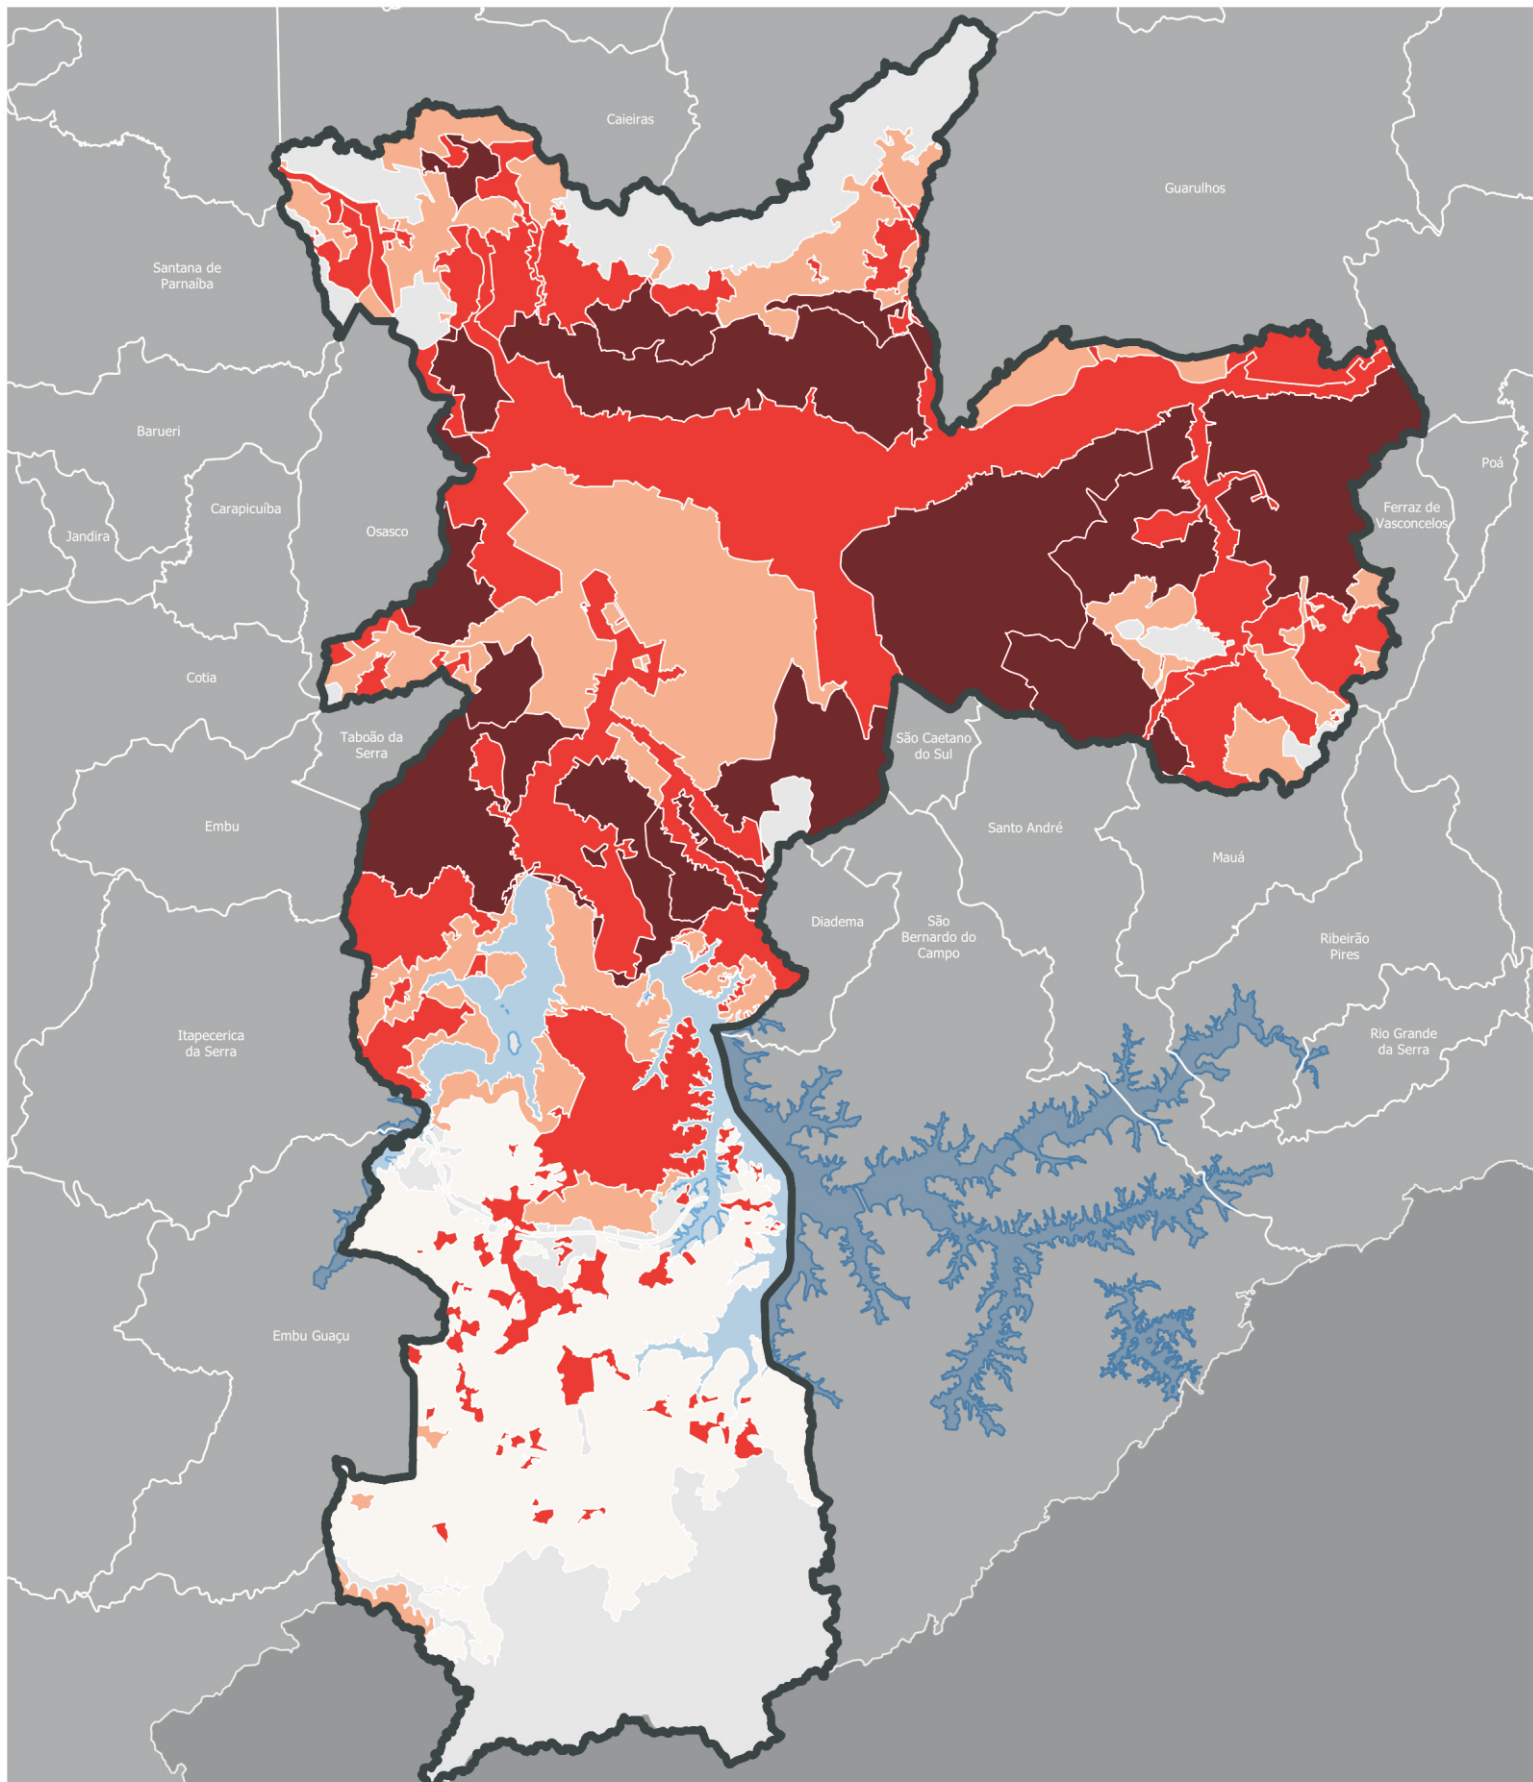 Caieiras
Guarulhos
Santana de
Parnaíba
Barueri
Poá
Carapicuíba
Ferraz de
Vasconcelos
Osasco
Jandira
Cotia
Taboão da
Serra
São Caetano
do Sul
Embu
Santo André
Mauá
Diadema
São
Bernardo do
Campo
Ribeirão
Pires
Itapecerica
da Serra
Rio Grande
da Serra
Embu Guaçu